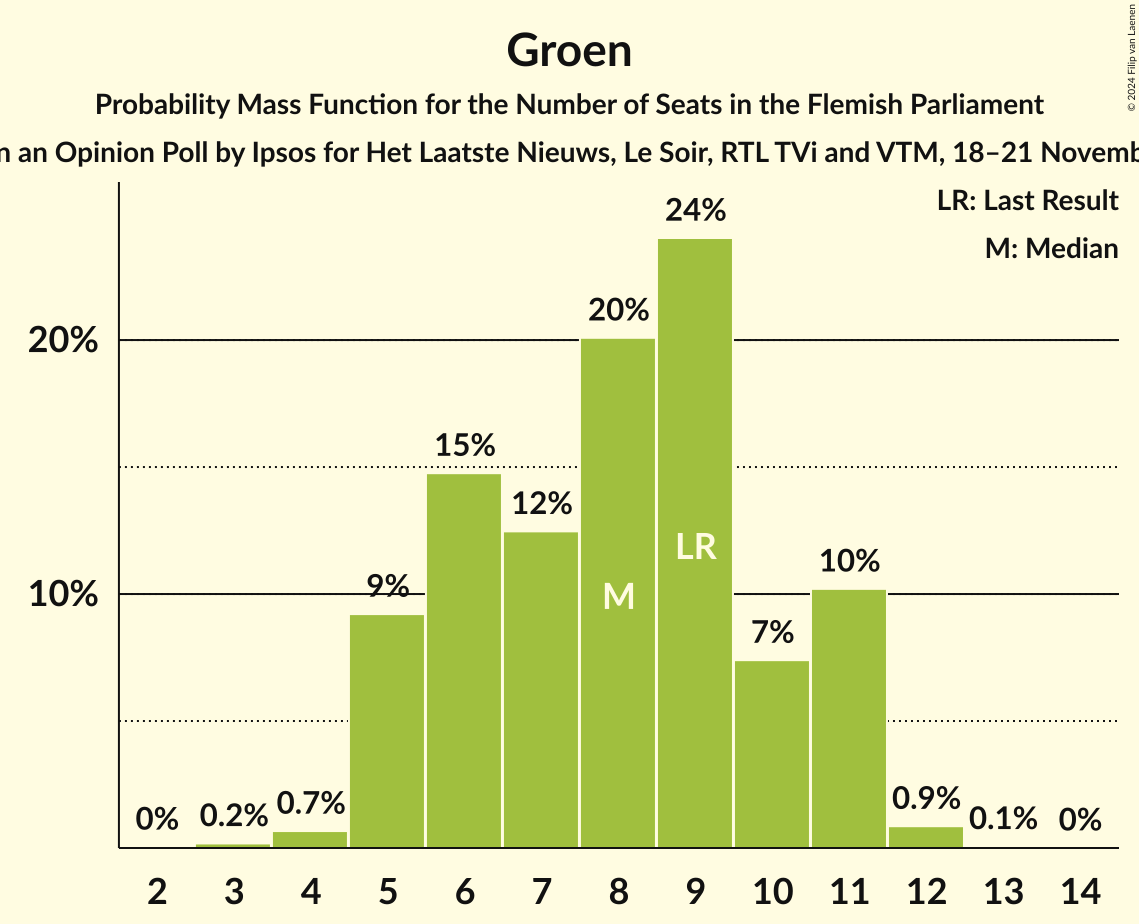 © 2024 Filip van Laenen
Groen
Probability Mass Function for the Number of Seats in the Flemish Parliament
an Opinion Poll by Ipsos for Het Laatste Nieuws, Le Soir, RTL TVi and VTM, 18–21
LR: Last Result
M: Median
20%
10%
0% 0.2% 0.7% 9% 15% 12% 20% 24% 7% 10% 0.9% 0.1% 0%
M
LR
2 3 4 5 6 7 8 9 10 11 12 13 14